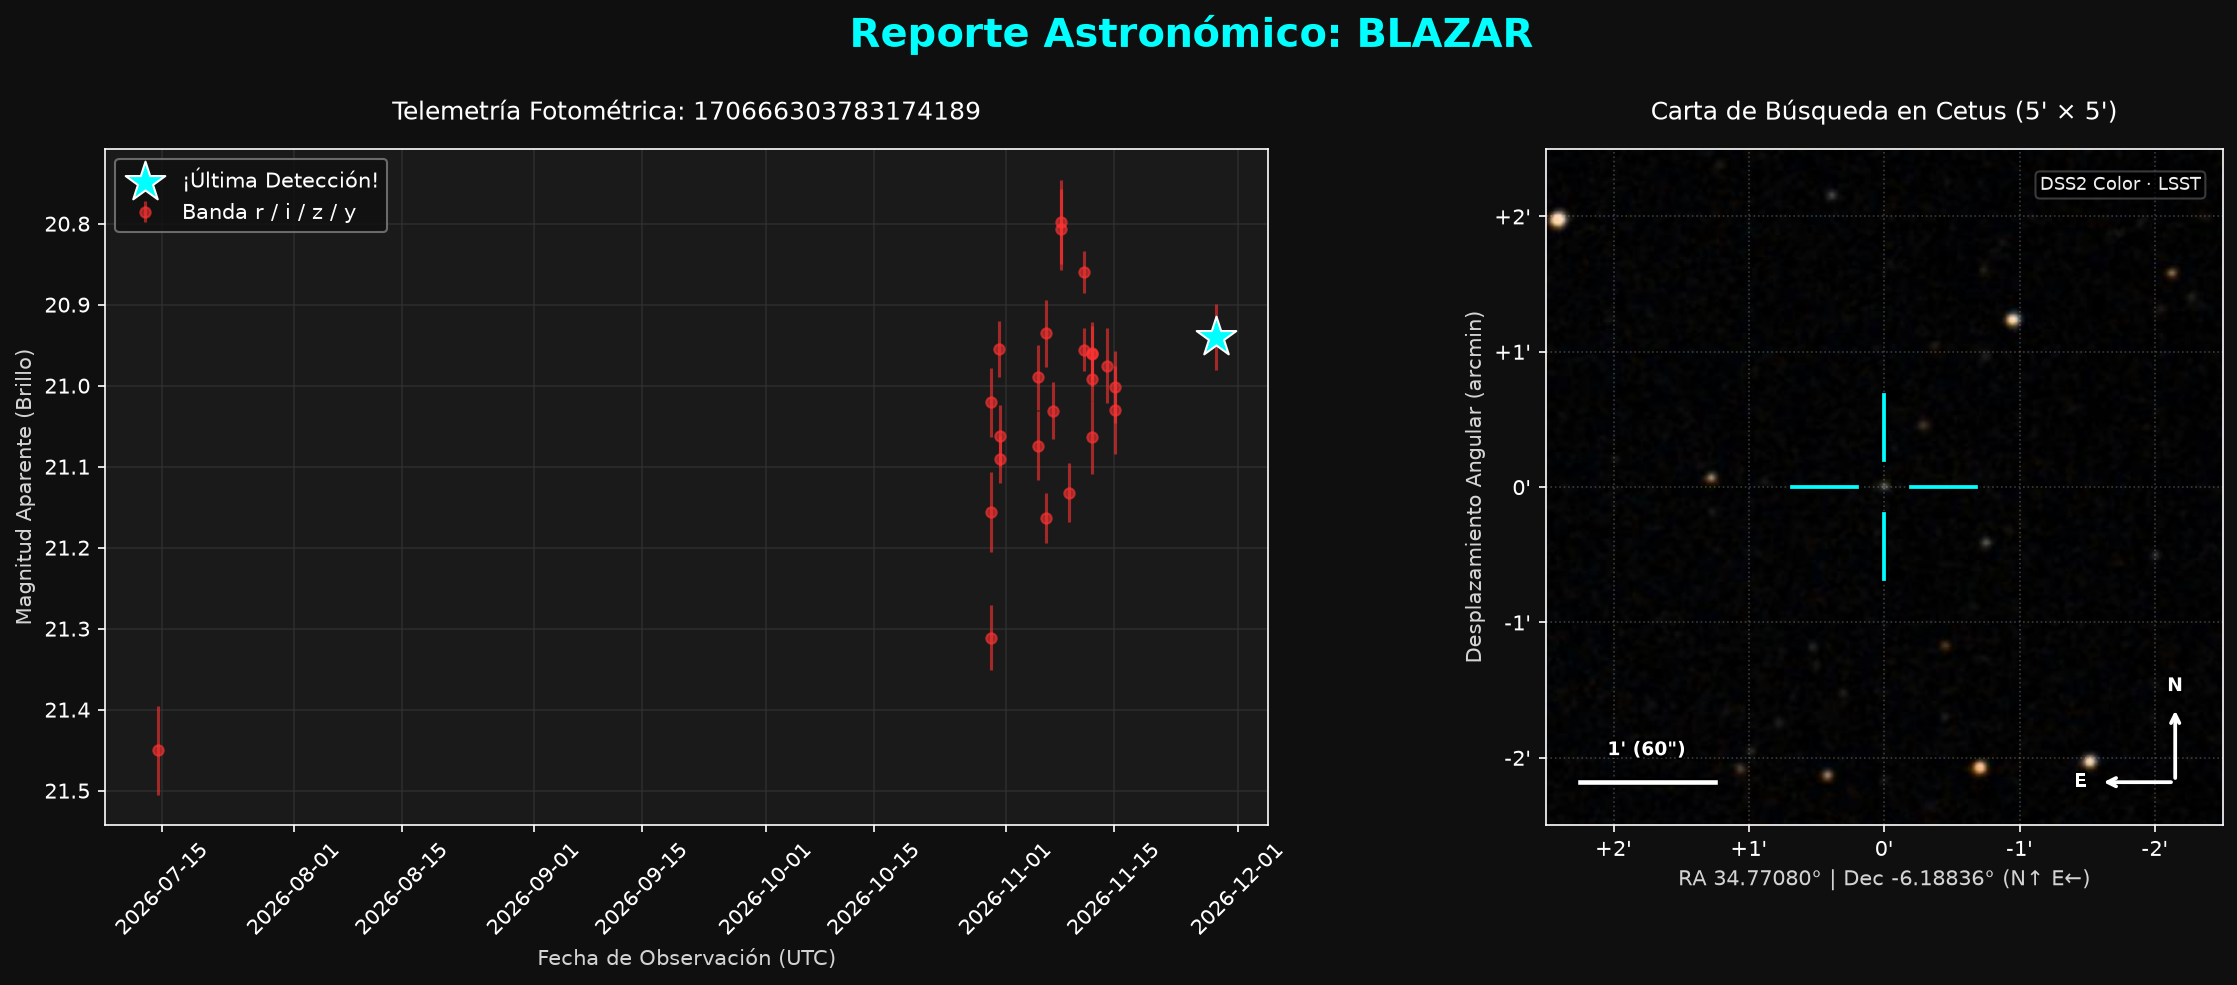 Reporte Astronómico: BLAZAR
Telemetría Fotométrica: 170666303783174189
¡Última Detección!
Banda r / i / z / y
Magnitud Aparente (Brillo)
20.8
20.9
21.0
21.1
21.2
21.3
21.4
21.5
2026-07-15
2026-08-01
2026-08-15
2026-09-01
2026-09-15
2026-10-01
2026-10-15
2026-11-01
2026-11-15
2026-12-01
Fecha de Observación (UTC)
Carta de Búsqueda en Cetus (5' × 5')
DSS2 Color · LSST
Desplazamiento Angular (arcmin)
+2'
+1'
0'
-1'
-2'
N
E
1' (60")
+2'
+1'
0'
-1'
-2'
RA 34.77080° | Dec -6.18836° (N↑ E←)